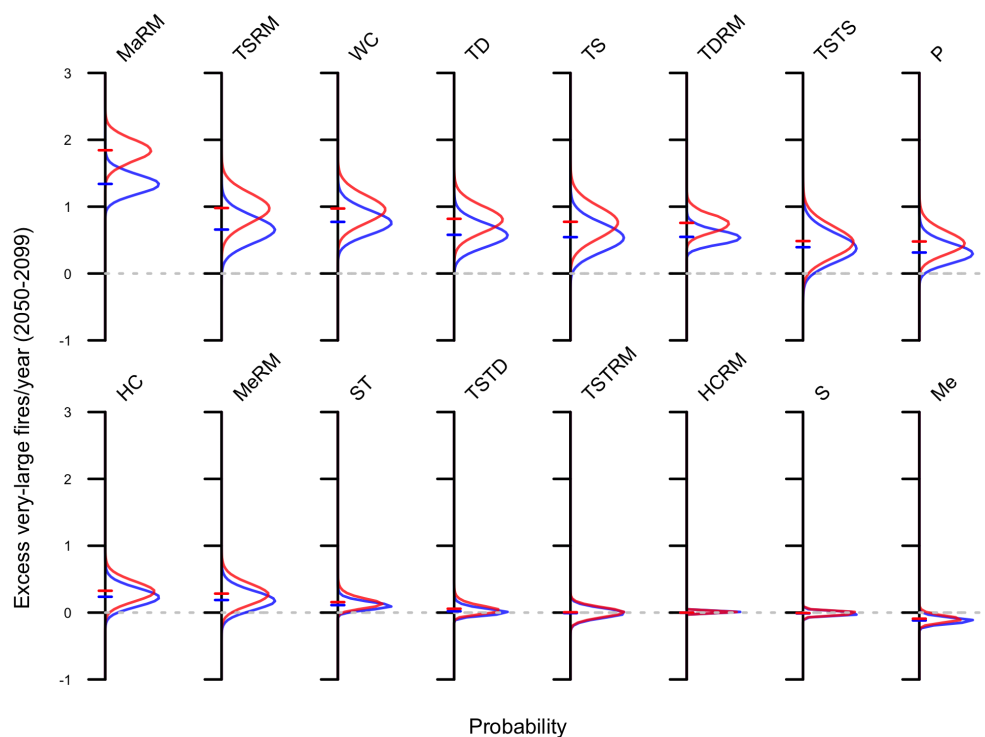 MaRM TSRM WC TD TS TDRM TSTS P
3
2
1
0
-1
HC MeRM ST TSTD TSTRM HCRM S Me
3
2
1
0
-1
Excess very-large fires/year (2050-2099)
Probability